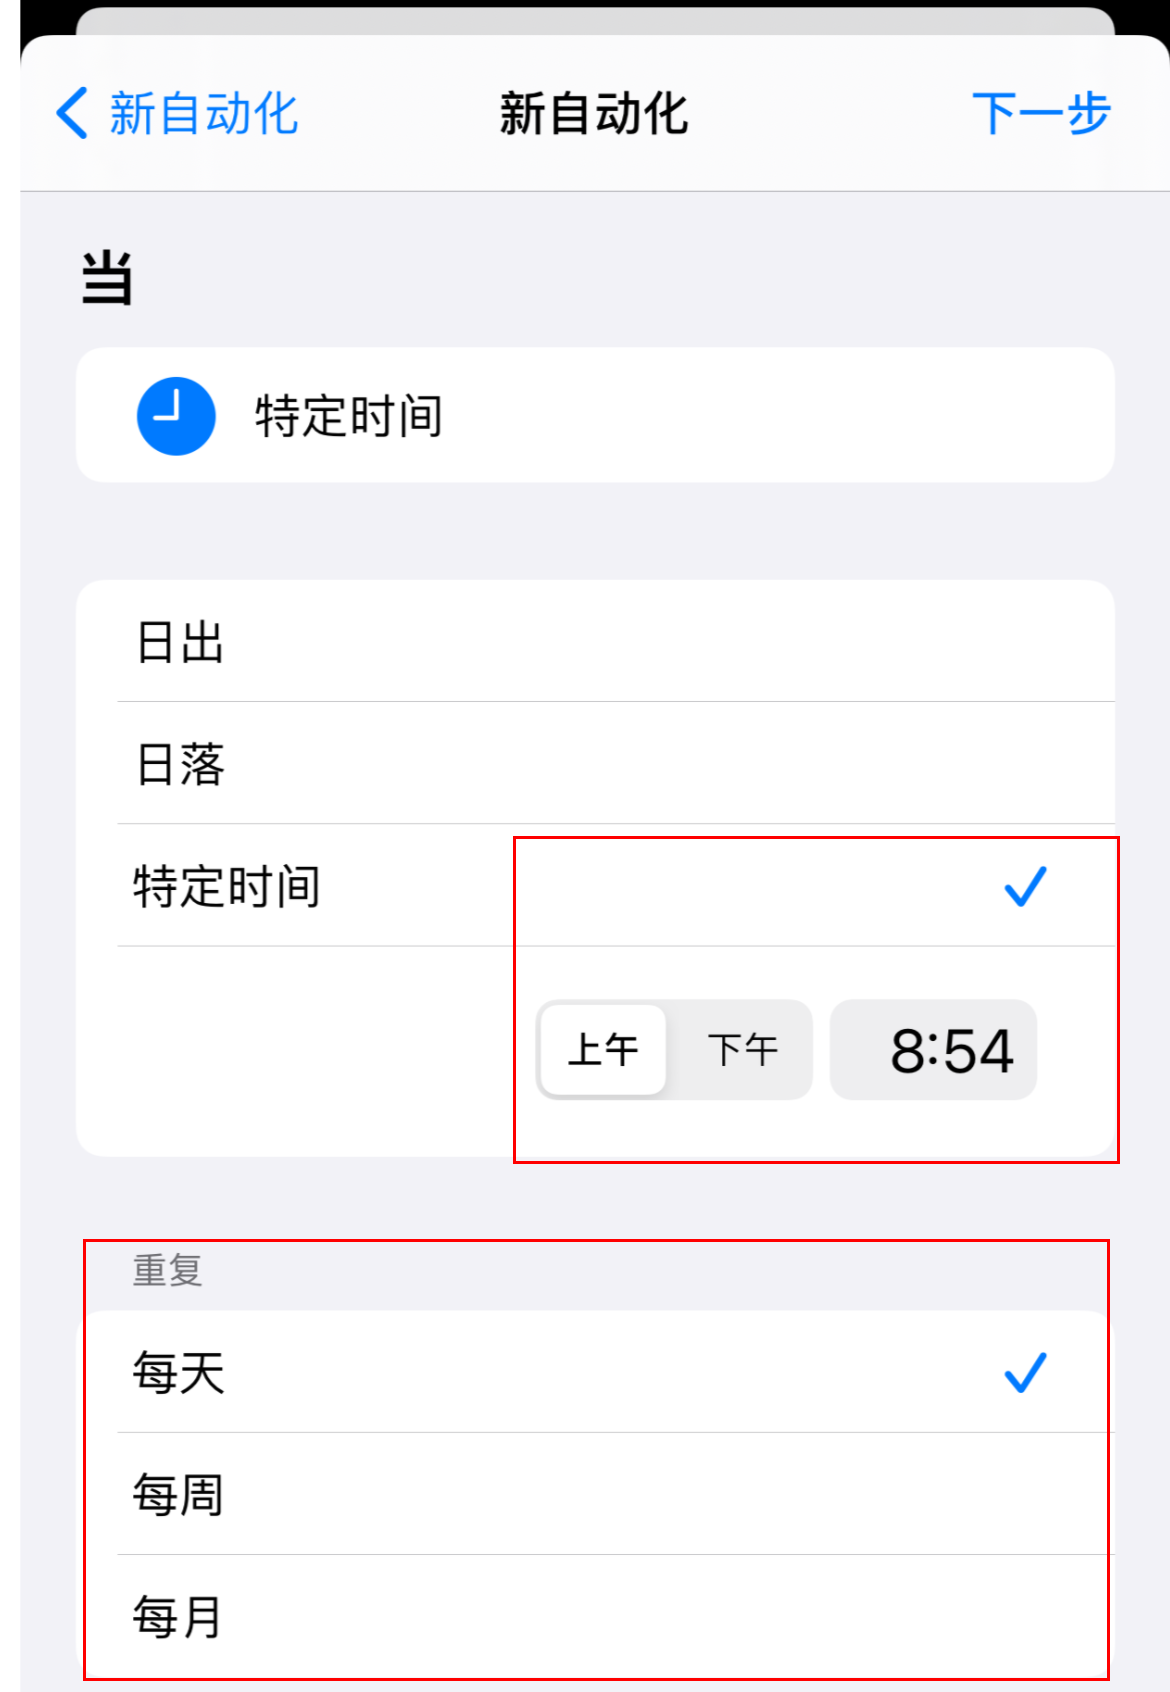 新自动化 新自动化 下一步
当
特定时间
日出
日落
特定时间
上午 下午 8:54
重复
每天
每周
每月